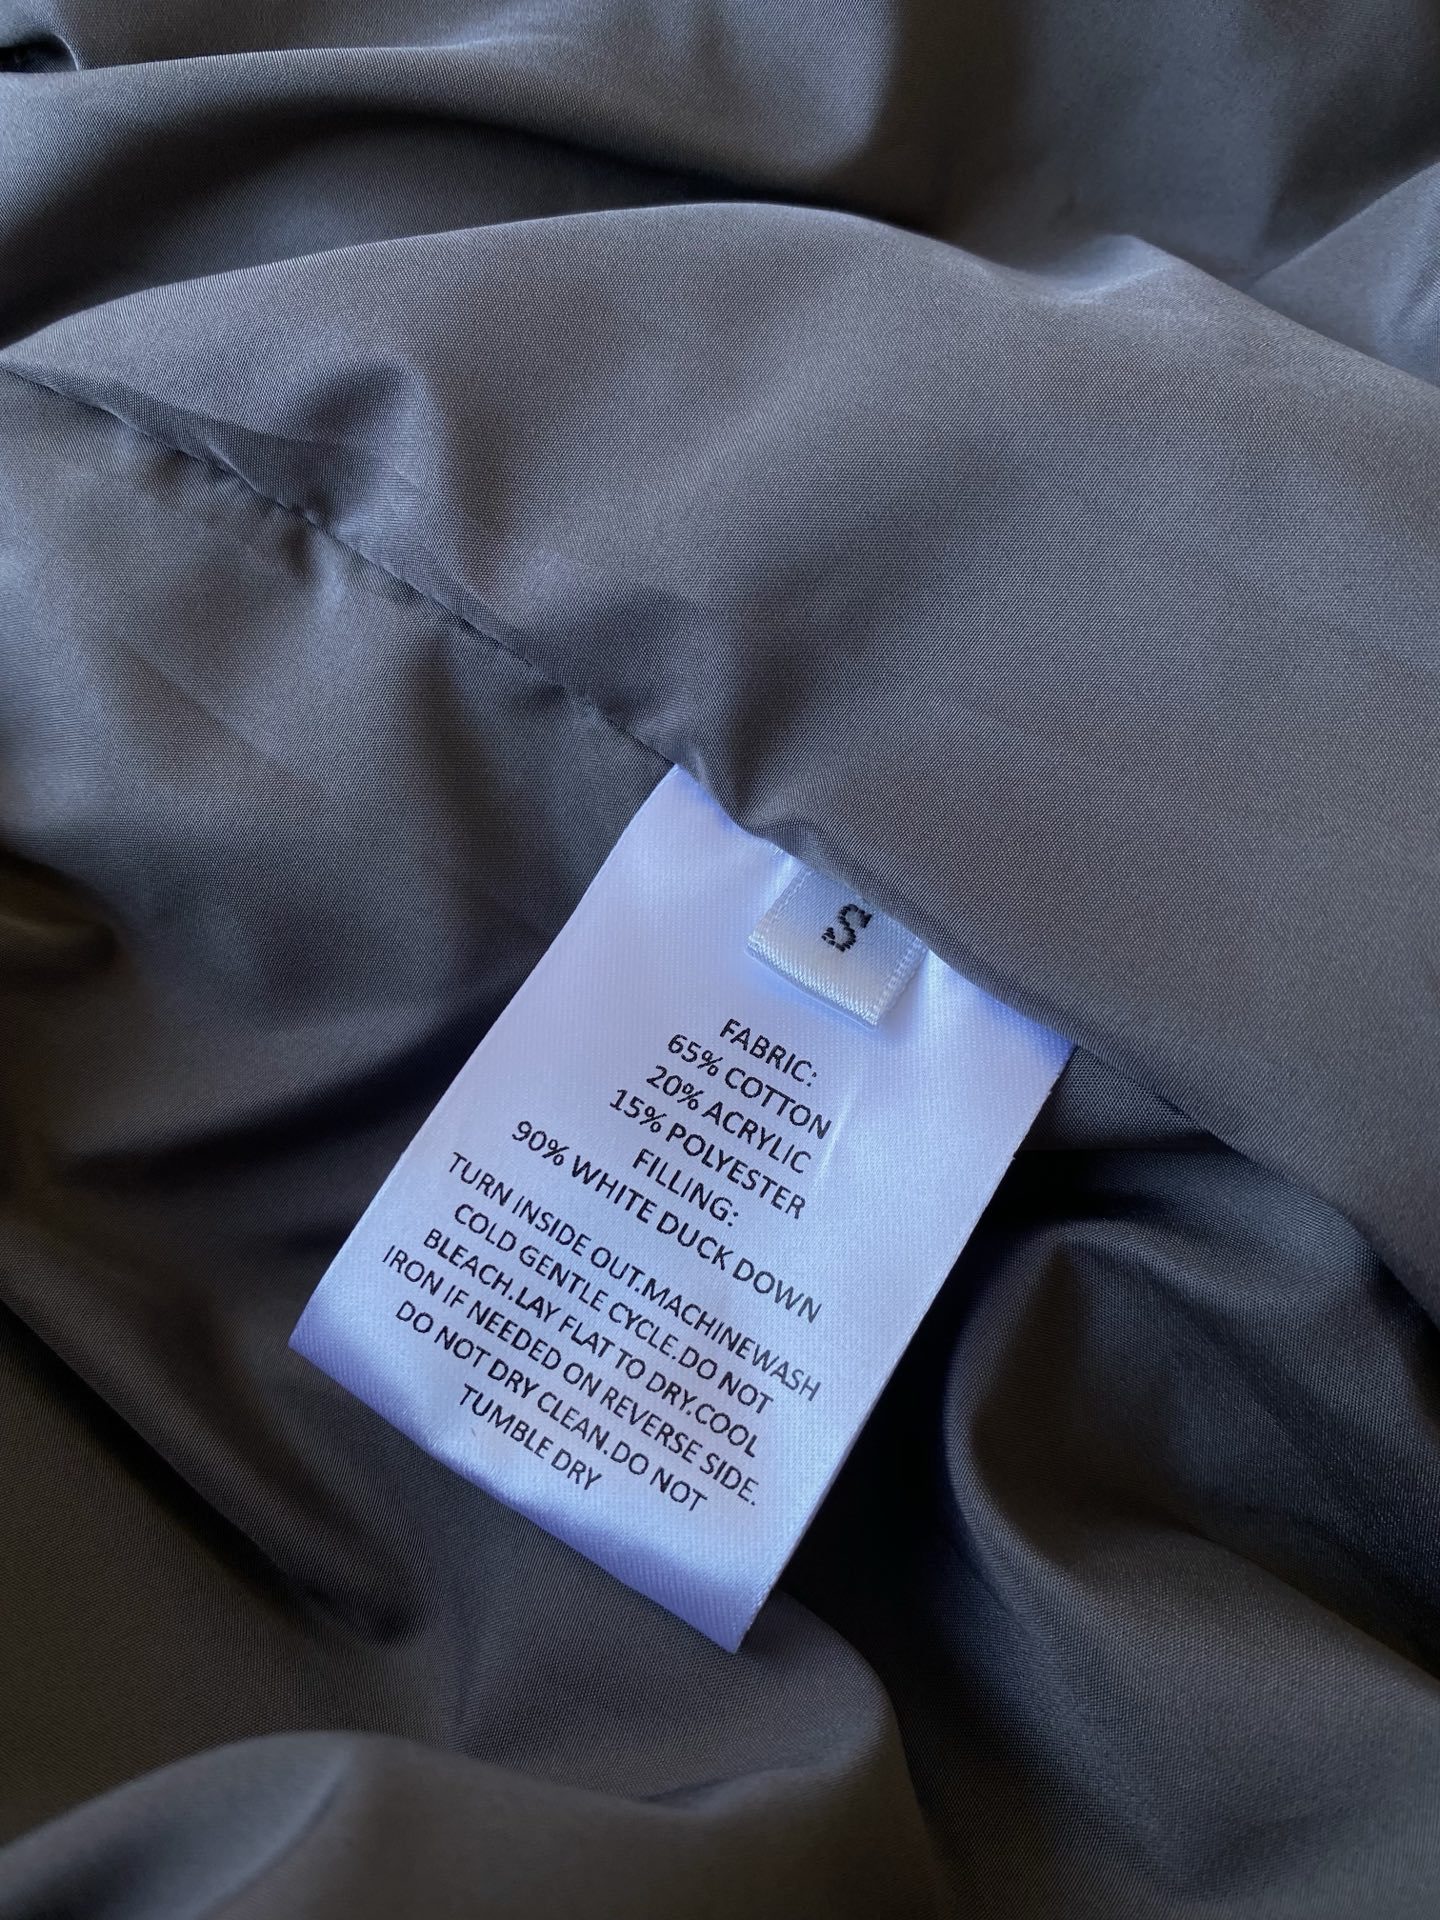 S
FABRIC:
65% COTTON
20% ACRYLIC
15% POLYESTER
FILLING:
90% WHITE DUCK DOWN
TURN INSIDE OUT.MACHINEWASH
COLD GENTLE CYCLE.DO NOT
BLEACH.LAY FLAT TO DRY.COOL
IRON IF NEEDED ON REVERSE SIDE.
DO NOT DRY CLEAN.DO NOT
TUMBLE DRY